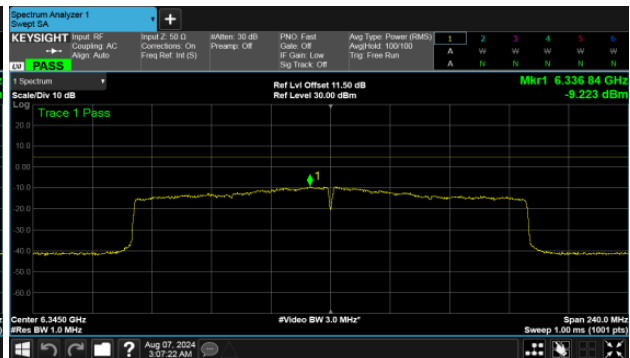 Spectrum Analyzer 1
Swept SA
+
KEYSIGHT Input: RF Input Z: 50 Ω #Atten: 30 dB PNO: Fast Avg Type: Power (RMS) 1 2 3 4 5 6
Coupling: AC Corrections: On Preamp: Off Gate: Off Avg|Hold: 100/100 A W W W W W
Align: Auto Freq Ref: Int (S) IF Gain: Low Trig: Free Run
LXI PASS Sig Track: Off A N N N N N
1 Spectrum Ref Lvl Offset 11.50 dB Mkr1 6.336 84 GHz
Scale/Div 10 dB Ref Level 30.00 dBm -9.223 dBm
Log
Trace 1 Pass
20.0
10.0
0.00
1
-10.0
-20.0
-30.0
-40.0
-50.0
-60.0
Center 6.3450 GHz #Video BW 3.0 MHz* Span 240.0 MHz
#Res BW 1.0 MHz Sweep 1.00 ms (1001 pts)
? Aug 07, 2024
3:07:22 AM